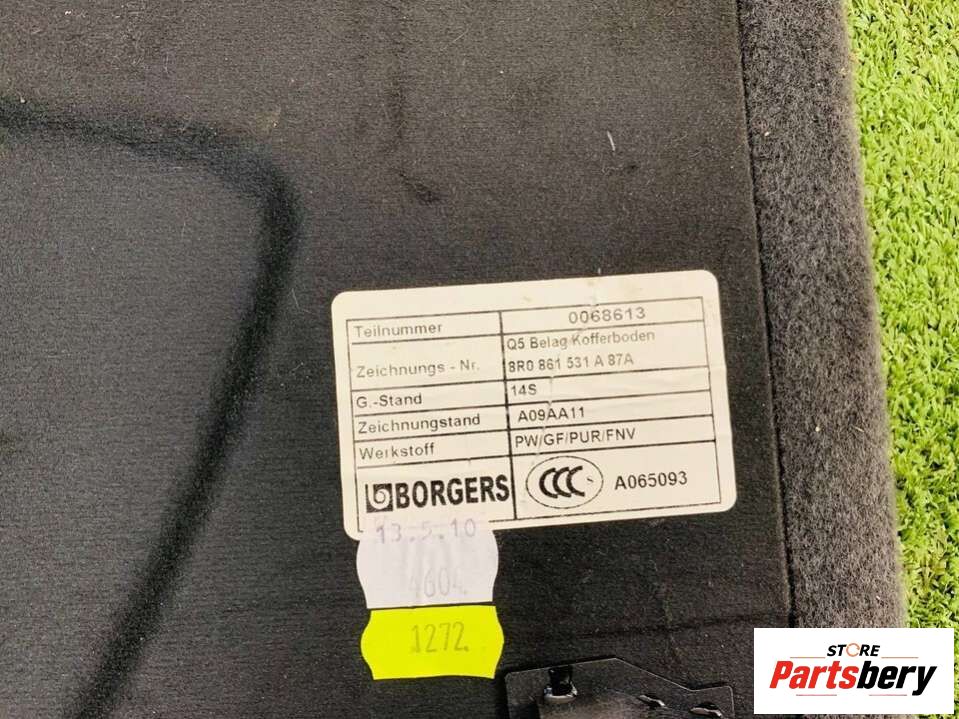 Teilnummer 0068613
Q5 Belag Kofferboden
Zeichnungs - Nr. 8R0 861 531 A 87A
G.-Stand 14S
Zeichnungstand A09AA11
Werkstoff PW/GF/PUR/FNV
BORGERS CCC S A065093
13.5.10
4604
1272
STORE
Partsbery